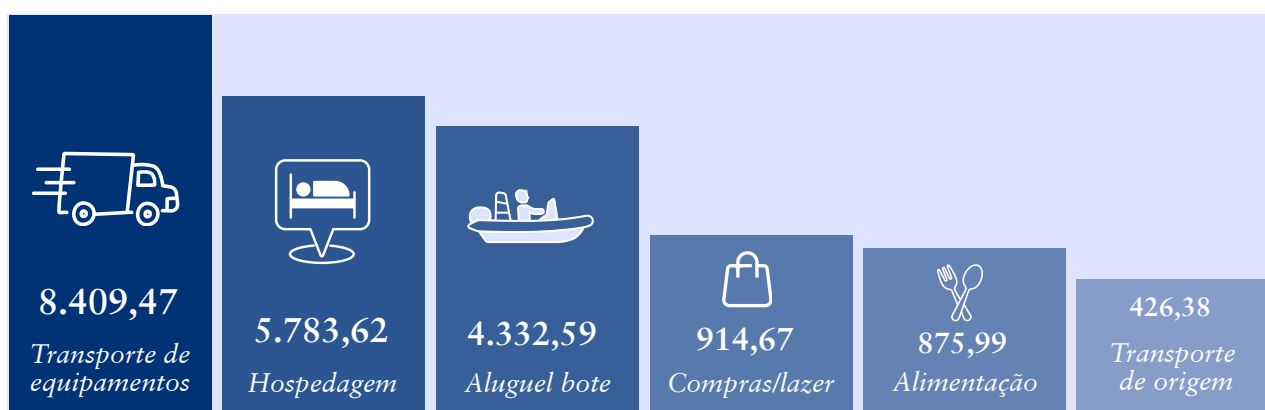 8.409,47
Transporte de
equipamentos
5.783,62
Hospedagem
4.332,59
Aluguel bote
914,67
Compras/lazer
875,99
Alimentação
426,38
Transporte
de origem